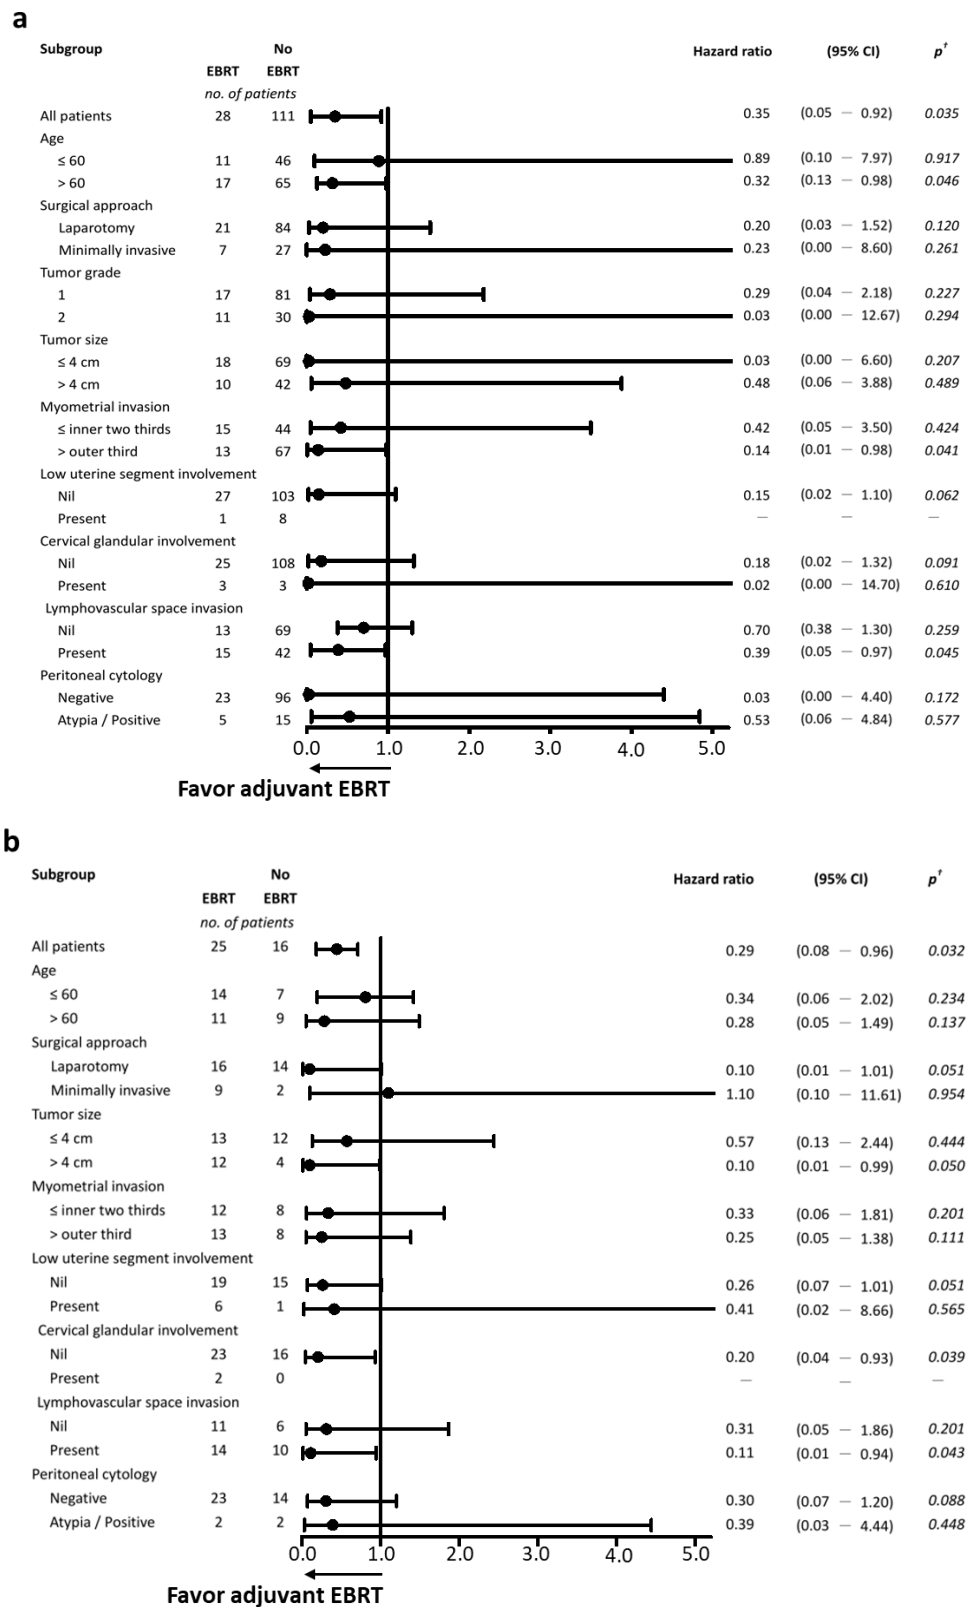 a
Subgroup No Hazard ratio (95% CI) p†
EBRT EBRT
no. of patients
All patients 28 111 0.35 (0.05 — 0.92) 0.035
Age
≤ 60 11 46 0.89 (0.10 — 7.97) 0.917
> 60 17 65 0.32 (0.13 — 0.98) 0.046
Surgical approach
Laparotomy 21 84 0.20 (0.03 — 1.52) 0.120
Minimally invasive 7 27 0.23 (0.00 — 8.60) 0.261
Tumor grade
1 17 81 0.29 (0.04 — 2.18) 0.227
2 11 30 0.03 (0.00 — 12.67) 0.294
Tumor size
≤ 4 cm 18 69 0.03 (0.00 — 6.60) 0.207
> 4 cm 10 42 0.48 (0.06 — 3.88) 0.489
Myometrial invasion
≤ inner two thirds 15 44 0.42 (0.05 — 3.50) 0.424
> outer third 13 67 0.14 (0.01 — 0.98) 0.041
Low uterine segment involvement
Nil 27 103 0.15 (0.02 — 1.10) 0.062
Present 1 8 — — —
Cervical glandular involvement
Nil 25 108 0.18 (0.02 — 1.32) 0.091
Present 3 3 0.02 (0.00 — 14.70) 0.610
Lymphovascular space invasion
Nil 13 69 0.70 (0.38 — 1.30) 0.259
Present 15 42 0.39 (0.05 — 0.97) 0.045
Peritoneal cytology
Negative 23 96 0.03 (0.00 — 4.40) 0.172
Atypia / Positive 5 15 0.53 (0.06 — 4.84) 0.577
0.0 1.0 2.0 3.0 4.0 5.0
Favor adjuvant EBRT
b
Subgroup No Hazard ratio (95% CI) p†
EBRT EBRT
no. of patients
All patients 25 16 0.29 (0.08 — 0.96) 0.032
Age
≤ 60 14 7 0.34 (0.06 — 2.02) 0.234
> 60 11 9 0.28 (0.05 — 1.49) 0.137
Surgical approach
Laparotomy 16 14 0.10 (0.01 — 1.01) 0.051
Minimally invasive 9 2 1.10 (0.10 — 11.61) 0.954
Tumor size
≤ 4 cm 13 12 0.57 (0.13 — 2.44) 0.444
> 4 cm 12 4 0.10 (0.01 — 0.99) 0.050
Myometrial invasion
≤ inner two thirds 12 8 0.33 (0.06 — 1.81) 0.201
> outer third 13 8 0.25 (0.05 — 1.38) 0.111
Low uterine segment involvement
Nil 19 15 0.26 (0.07 — 1.01) 0.051
Present 6 1 0.41 (0.02 — 8.66) 0.565
Cervical glandular involvement
Nil 23 16 0.20 (0.04 — 0.93) 0.039
Present 2 0 — — —
Lymphovascular space invasion
Nil 11 6 0.31 (0.05 — 1.86) 0.201
Present 14 10 0.11 (0.01 — 0.94) 0.043
Peritoneal cytology
Negative 23 14 0.30 (0.07 — 1.20) 0.088
Atypia / Positive 2 2 0.39 (0.03 — 4.44) 0.448
0.0 1.0 2.0 3.0 4.0 5.0
Favor adjuvant EBRT